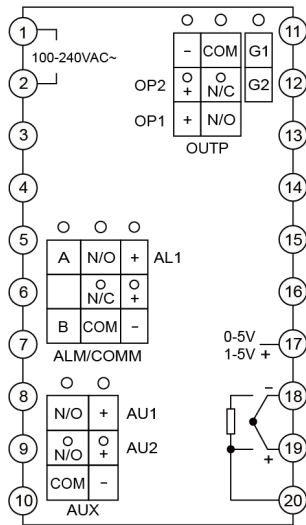 1 11
100-240VAC~
- COM G1
2 OP2 + N/C G2 12
OP1 + N/O
OUTP
3 13
4 14
5 15
A N/O + AL1
6 N/C + 16
B COM -
7 0-5V 17
1-5V +
ALM/COMM
8 - 18
N/O + AU1
9 N/O + AU2 + 19
COM -
10 20
AUX